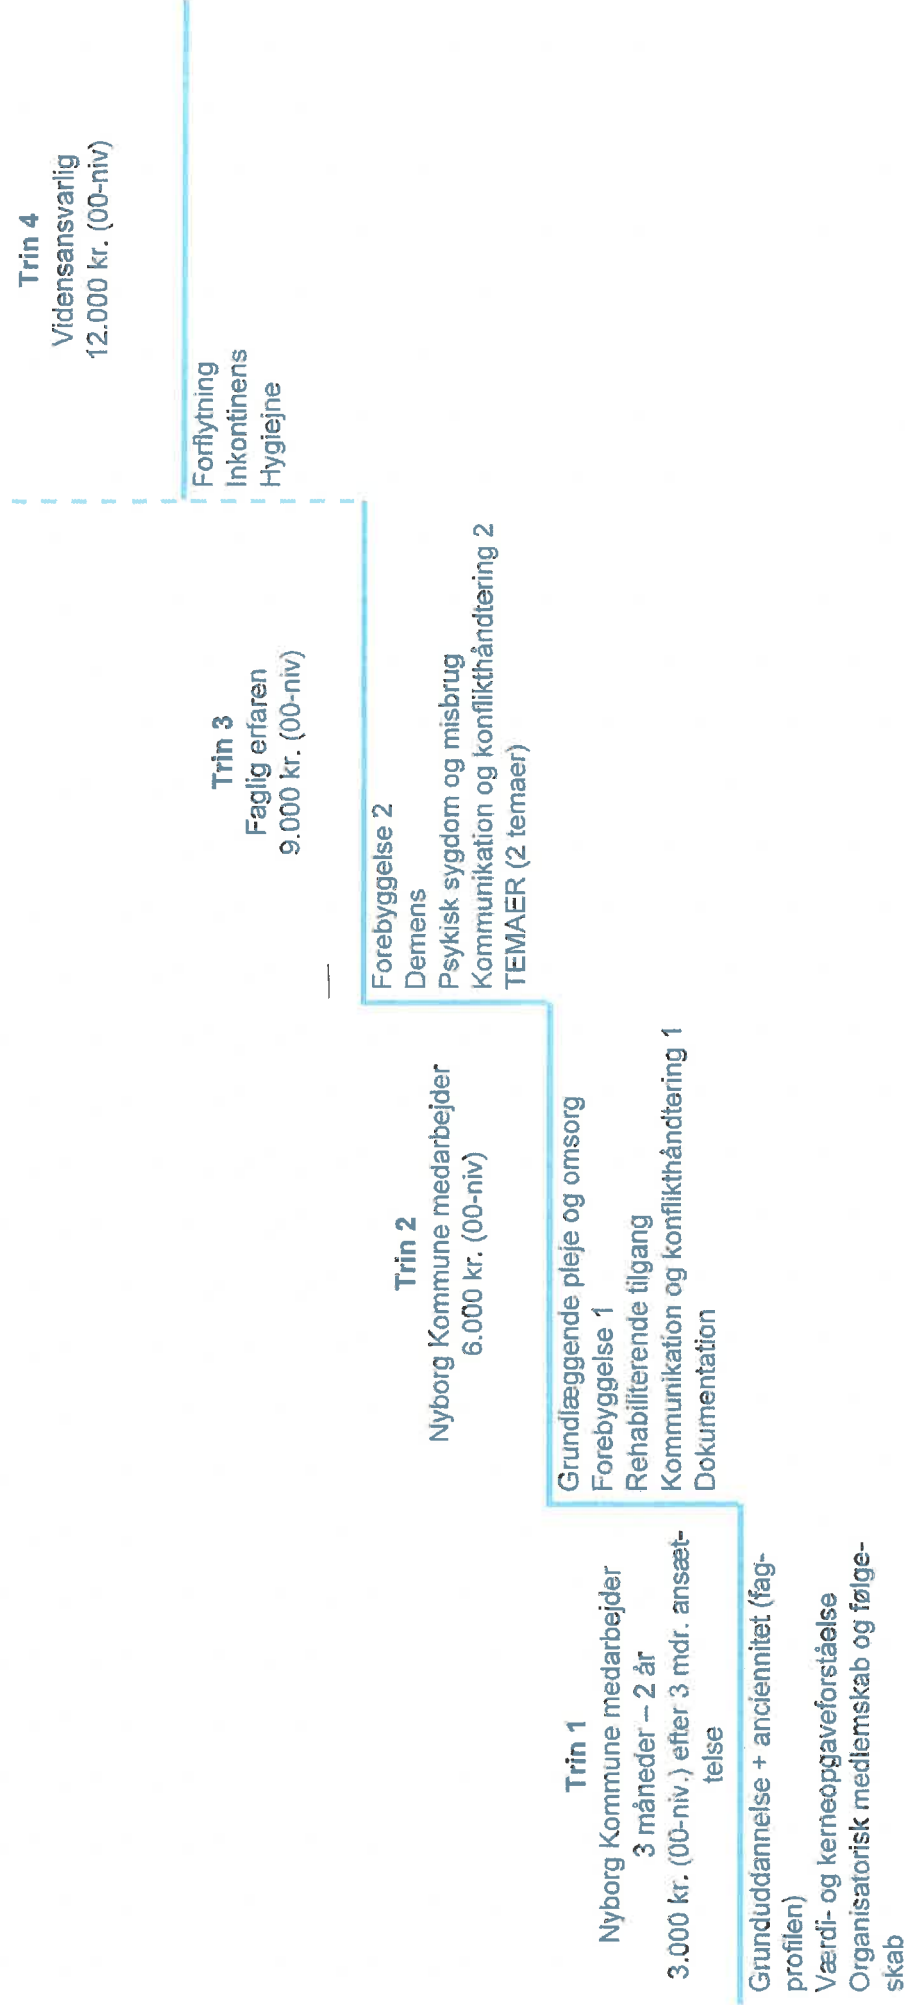 Trin 1
Nyborg Kommune medarbejder
3 måneder – 2 år
3.000 kr. (00-niv.) efter 3 mdr. ansæt-
telse
Grunduddannelse + anciennitet (fag-
profilen)
Værdi- og kerneopgaveforståelse
Organisatorisk medlemskab og følge-
skab
Trin 2
Nyborg Kommune medarbejder
6.000 kr. (00-niv)
Grundlæggende pleje og omsorg
Forebyggelse 1
Rehabiliterende tilgang
Kommunikation og konflikthåndtering 1
Dokumentation
Trin 3
Faglig erfaren
9.000 kr. (00-niv)
Forebyggelse 2
Demens
Psykisk sygdom og misbrug
Kommunikation og konflikthåndtering 2
TEMAER (2 temaer)
Trin 4
Vidensansvarlig
12.000 kr. (00-niv)
Forflytning
Inkontinens
Hygiejne